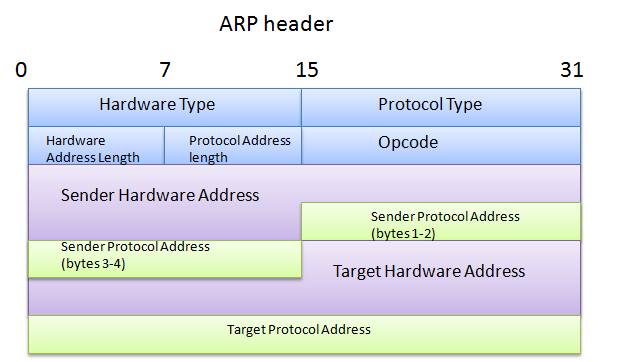 ARP header
0 7 15 31
Hardware Type Protocol Type
Hardware
Address Length
Protocol Address
length
Opcode
Sender Hardware Address
Sender Protocol Address
(bytes 1-2)
Sender Protocol Address
(bytes 3-4)
Target Hardware Address
Target Protocol Address